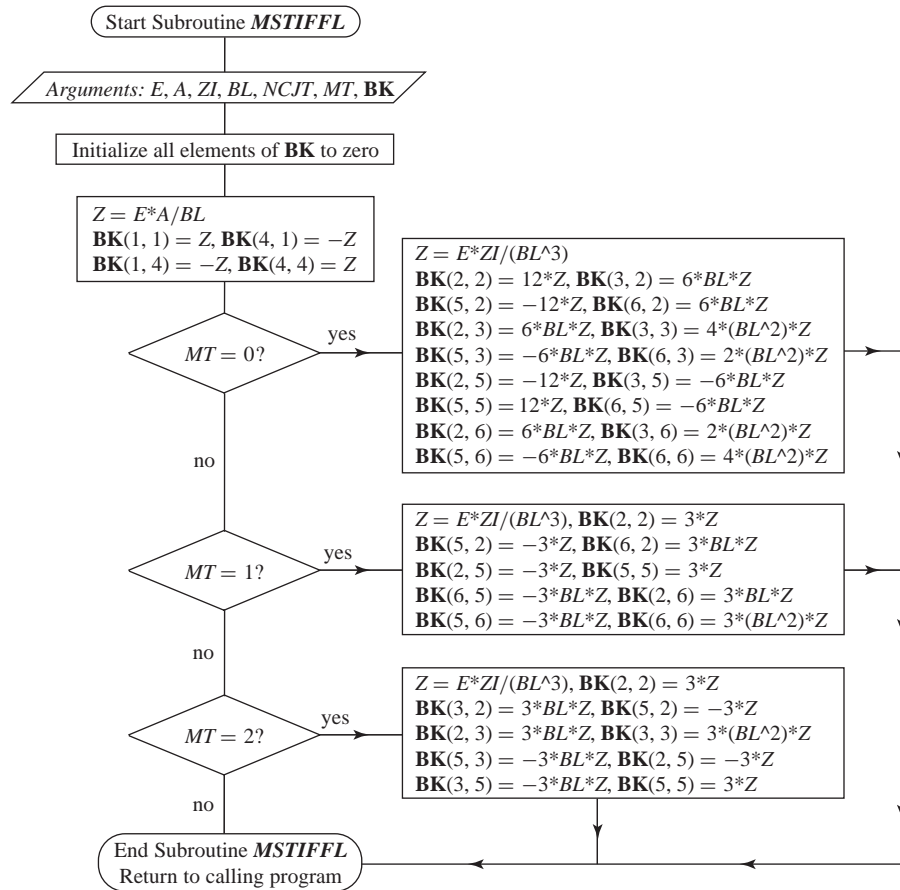 Start Subroutine MSTIFFL
Arguments: E, A, ZI, BL, NCJT, MT, BK
Initialize all elements of BK to zero
Z = E*A/BL
BK(1, 1) = Z, BK(4, 1) = −Z
BK(1, 4) = −Z, BK(4, 4) = Z
MT = 0?
yes
Z = E*ZI/(BL^3)
BK(2, 2) = 12*Z, BK(3, 2) = 6*BL*Z
BK(5, 2) = −12*Z, BK(6, 2) = 6*BL*Z
BK(2, 3) = 6*BL*Z, BK(3, 3) = 4*(BL^2)*Z
BK(5, 3) = −6*BL*Z, BK(6, 3) = 2*(BL^2)*Z
BK(2, 5) = −12*Z, BK(3, 5) = −6*BL*Z
BK(5, 5) = 12*Z, BK(6, 5) = −6*BL*Z
BK(2, 6) = 6*BL*Z, BK(3, 6) = 2*(BL^2)*Z
BK(5, 6) = −6*BL*Z, BK(6, 6) = 4*(BL^2)*Z
no
MT = 1?
yes
Z = E*ZI/(BL^3), BK(2, 2) = 3*Z
BK(5, 2) = −3*Z, BK(6, 2) = 3*BL*Z
BK(2, 5) = −3*Z, BK(5, 5) = 3*Z
BK(6, 5) = −3*BL*Z, BK(2, 6) = 3*BL*Z
BK(5, 6) = −3*BL*Z, BK(6, 6) = 3*(BL^2)*Z
no
MT = 2?
yes
Z = E*ZI/(BL^3), BK(2, 2) = 3*Z
BK(3, 2) = 3*BL*Z, BK(5, 2) = −3*Z
BK(2, 3) = 3*BL*Z, BK(3, 3) = 3*(BL^2)*Z
BK(5, 3) = −3*BL*Z, BK(2, 5) = −3*Z
BK(3, 5) = −3*BL*Z, BK(5, 5) = 3*Z
no
End Subroutine MSTIFFL
Return to calling program